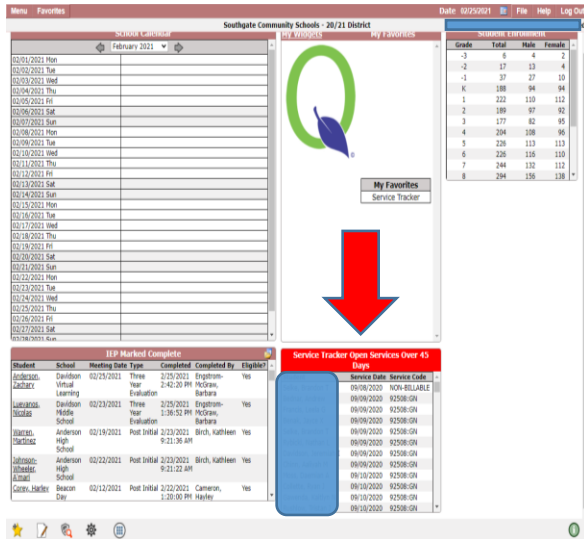 Menu Favorites Date 02/25/2021 File Help Log Out
Southgate Community Schools - 20/21 District
School Calendar
February 2021
02/01/2021 Mon
02/02/2021 Tue
02/03/2021 Wed
02/04/2021 Thu
02/05/2021 Fri
02/06/2021 Sat
02/07/2021 Sun
02/08/2021 Mon
02/09/2021 Tue
02/10/2021 Wed
02/11/2021 Thu
02/12/2021 Fri
02/13/2021 Sat
02/14/2021 Sun
02/15/2021 Mon
02/16/2021 Tue
02/17/2021 Wed
02/18/2021 Thu
02/19/2021 Fri
02/20/2021 Sat
02/21/2021 Sun
02/22/2021 Mon
02/23/2021 Tue
02/24/2021 Wed
02/25/2021 Thu
02/26/2021 Fri
02/27/2021 Sat
02/28/2021 Sun
My Widgets My Favorites
My Favorites
Service Tracker
Student Enrollment
Grade Total Male Female
-3 6 4 2
-2 17 13 4
-1 37 27 10
K 188 94 94
1 222 110 112
2 189 97 92
3 177 82 95
4 204 108 96
5 226 113 113
6 226 116 110
7 244 132 112
8 294 156 138
IEP Marked Complete
Student School Meeting Date Type Completed Completed By Eligible?
Anderson, Davidson 02/25/2021 Three 2/25/2021 Engstrom- Yes
Zachary Virtual Year 2:42:20 PM McGraw,
Learning Evaluation Barbara
Luevanos, Davidson 02/23/2021 Three 2/23/2021 Engstrom- Yes
Nicolas Middle Year 1:36:52 PM McGraw,
School Evaluation Barbara
Warren, Anderson 02/19/2021 Post Initial 2/23/2021 Birch, Kathleen Yes
Martinez High 9:21:36 AM
School
Johnson- Anderson 02/22/2021 Post Initial 2/23/2021 Birch, Kathleen Yes
Wheeler, High 9:21:22 AM
A'mari School
Corey, Harley Beacon 02/12/2021 Post Initial 2/22/2021 Cameron, Yes
Day 1:20:00 PM Hayley
Service Tracker Open Services Over 45
Days
Service Date Service Code
09/08/2020 NON-BILLABLE
09/09/2020 92508:GN
09/09/2020 92508:GN
09/09/2020 92508:GN
09/09/2020 92508:GN
09/09/2020 92508:GN
09/09/2020 92508:GN
09/10/2020 92508:GN
09/10/2020 92508:GN
09/10/2020 92508:GN
09/10/2020 92508:GN